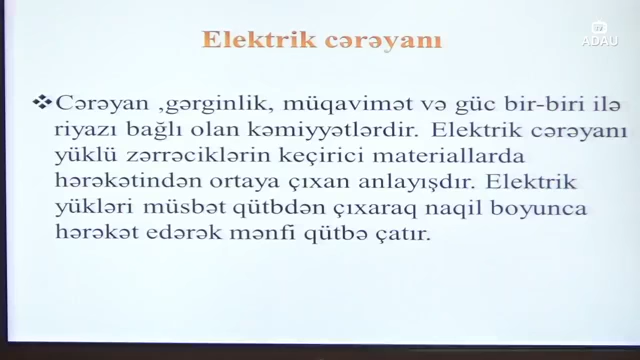 TV
ADAU
Elektrik cərəyanı
❖Cərəyan ,gərginlik, müqavimət və güc bir-biri ilə
riyazı bağlı olan kəmiyyətlərdir. Elektrik cərəyanı
yüklü zərrəciklərin keçirici materiallarda
hərəkətindən ortaya çıxan anlayışdır. Elektrik
yükləri müsbət qütbdən çıxaraq naqil boyunca
hərəkət edərək mənfi qütbə çatır.